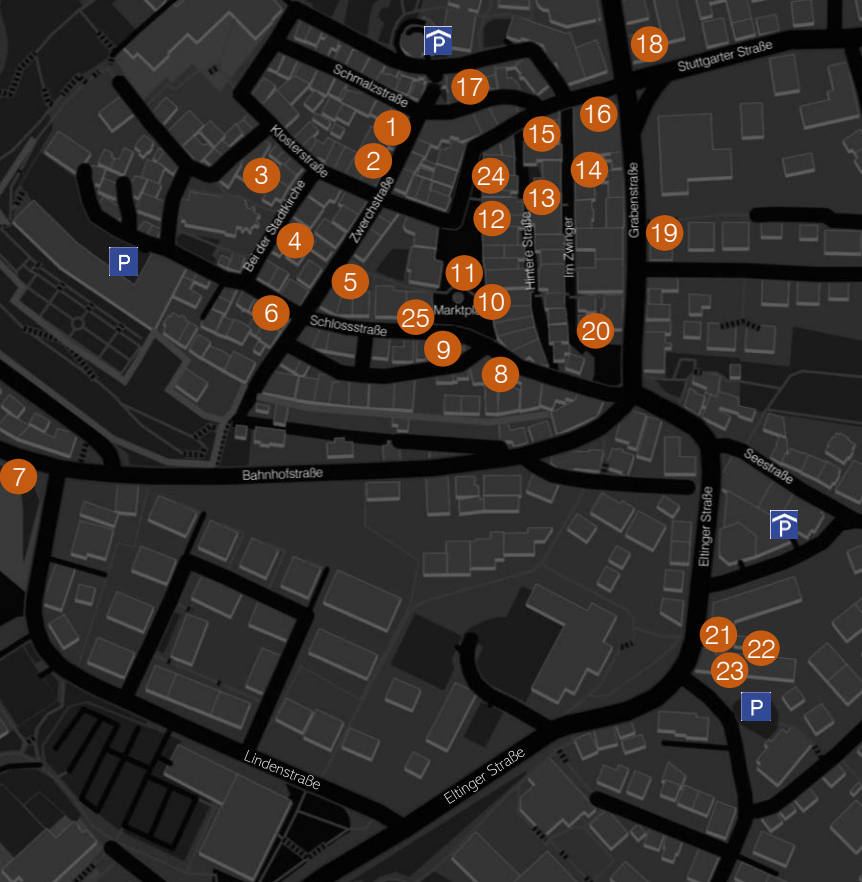 P
18
Stuttgarter Straße
Schmalzstraße
17
16
1
15
Klosterstraße
2
3
24
14
13
Grabenstraße
Zwerchstraße
12
Bei der Stadtkirche
4
Hintere Straße
Im Zwinger
19
P
11
5
10
Marktpl
6
25
Schlossstraße
20
9
8
7
Bahnhofstraße
Seestraße
Eltinger Straße
P
21
22
23
P
Lindenstraße
Eltinger Straße